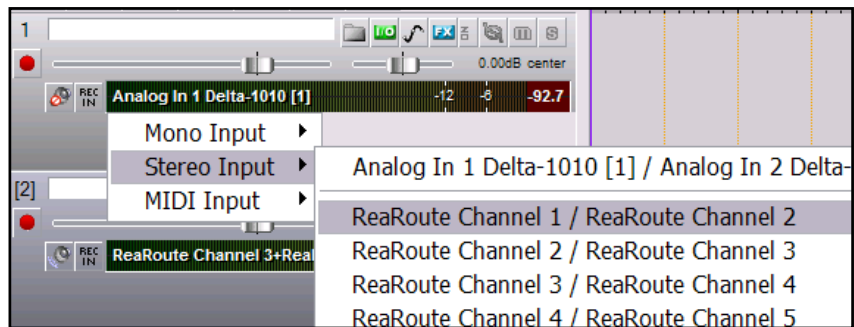 1
I/O FX
0.00dB center
REC IN Analog In 1 Delta-1010 [1] -12 -6 -92.7
Mono Input
Stereo Input
MIDI Input
Analog In 1 Delta-1010 [1] / Analog In 2 Delta-
ReaRoute Channel 1 / ReaRoute Channel 2
ReaRoute Channel 2 / ReaRoute Channel 3
ReaRoute Channel 3 / ReaRoute Channel 4
ReaRoute Channel 4 / ReaRoute Channel 5
[2]
REC IN ReaRoute Channel 3+Rea